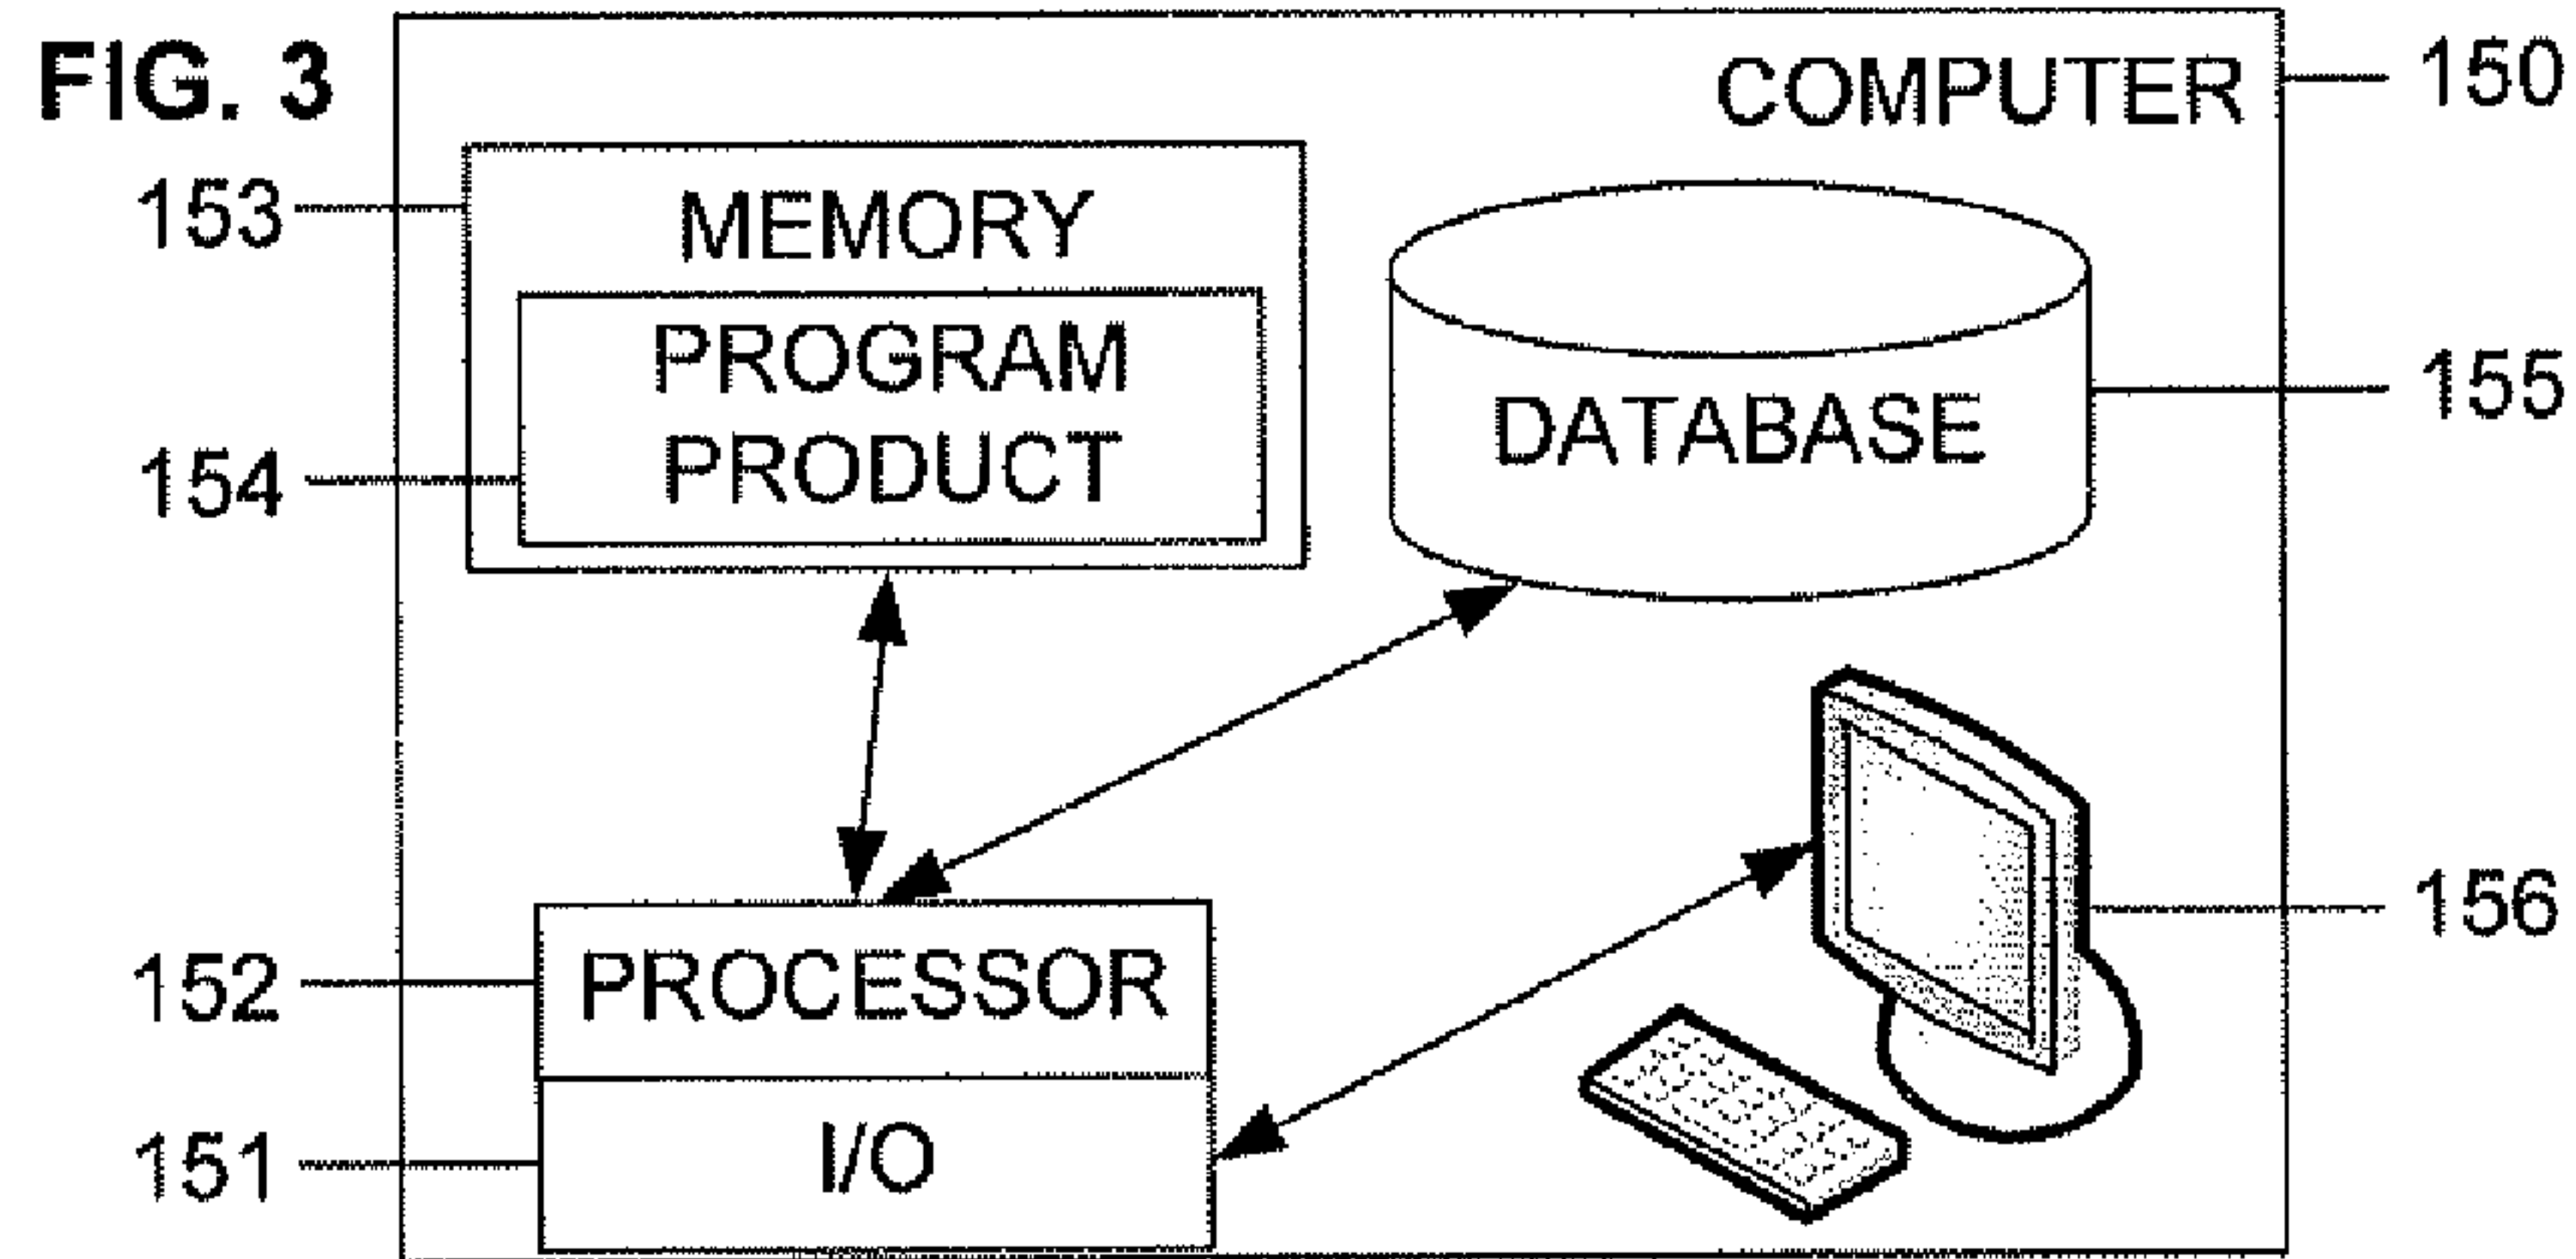 FIG. 3
COMPUTER
150
153
MEMORY
PROGRAM
PRODUCT
154
DATABASE
155
156
152
PROCESSOR
151
I/O